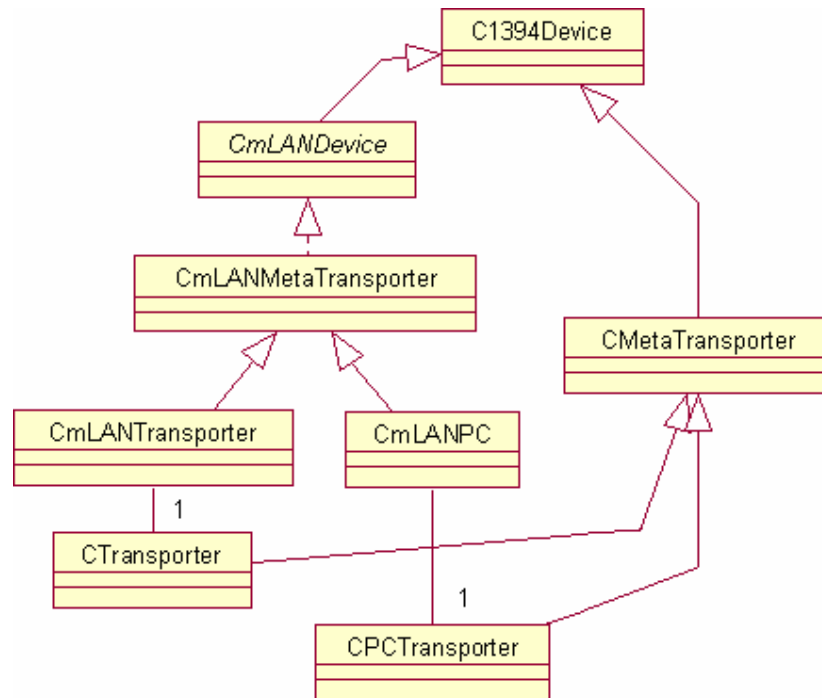 C1394Device
CmLANDevice
CmLANMetaTransporter
CMetaTransporter
CmLANTransporter
CmLANPC
1
CTransporter
1
CPCTransporter